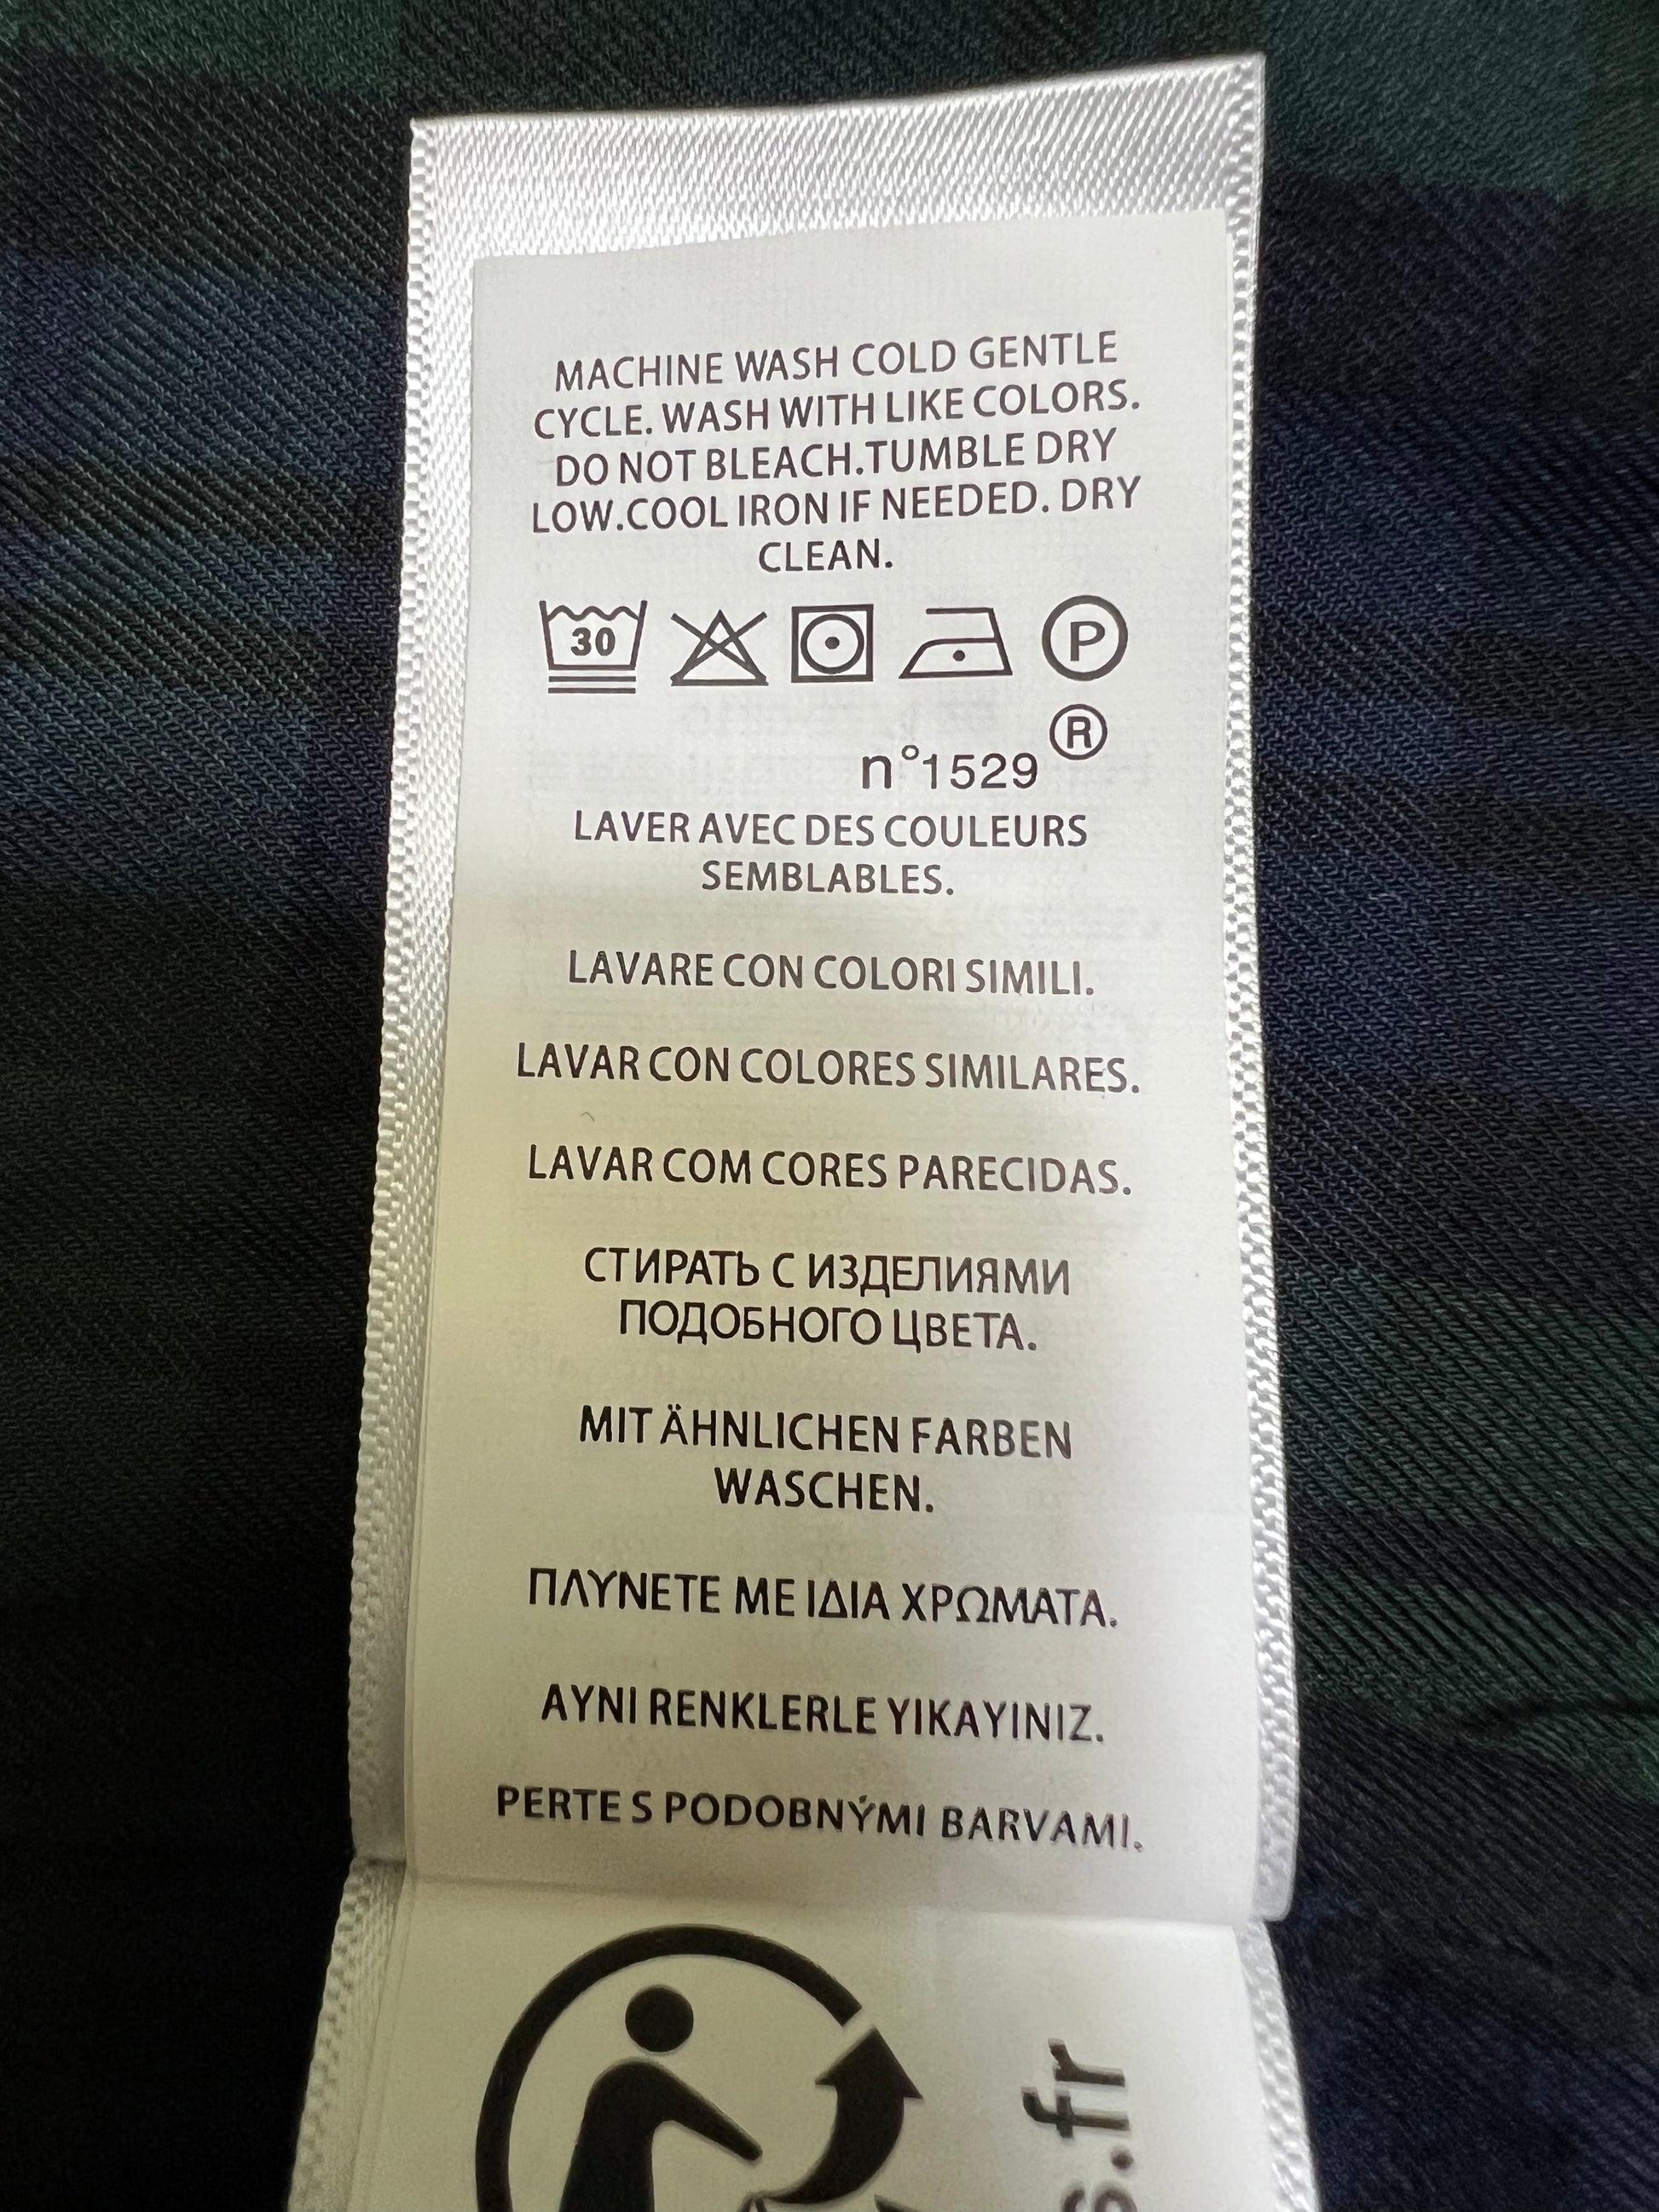 MACHINE WASH COLD GENTLE
CYCLE. WASH WITH LIKE COLORS.
DO NOT BLEACH.TUMBLE DRY
LOW.COOL IRON IF NEEDED. DRY
CLEAN.
30 P
n°1529 ®
LAVER AVEC DES COULEURS
SEMBLABLES.
LAVARE CON COLORI SIMILI.
LAVAR CON COLORES SIMILARES.
LAVAR COM CORES PARECIDAS.
СТИРАТЬ С ИЗДЕЛИЯМИ
ПОДОБНОГО ЦВЕТА.
MIT ÄHNLICHEN FARBEN
WASCHEN.
ΠΛΥΝΕΤΕ ΜΕ ΙΔΙΑ ΧΡΩΜΑΤΑ.
AYNI RENKLERLE YIKAYINIZ.
PERTE S PODOBNÝMI BARVAMI.
s.fr